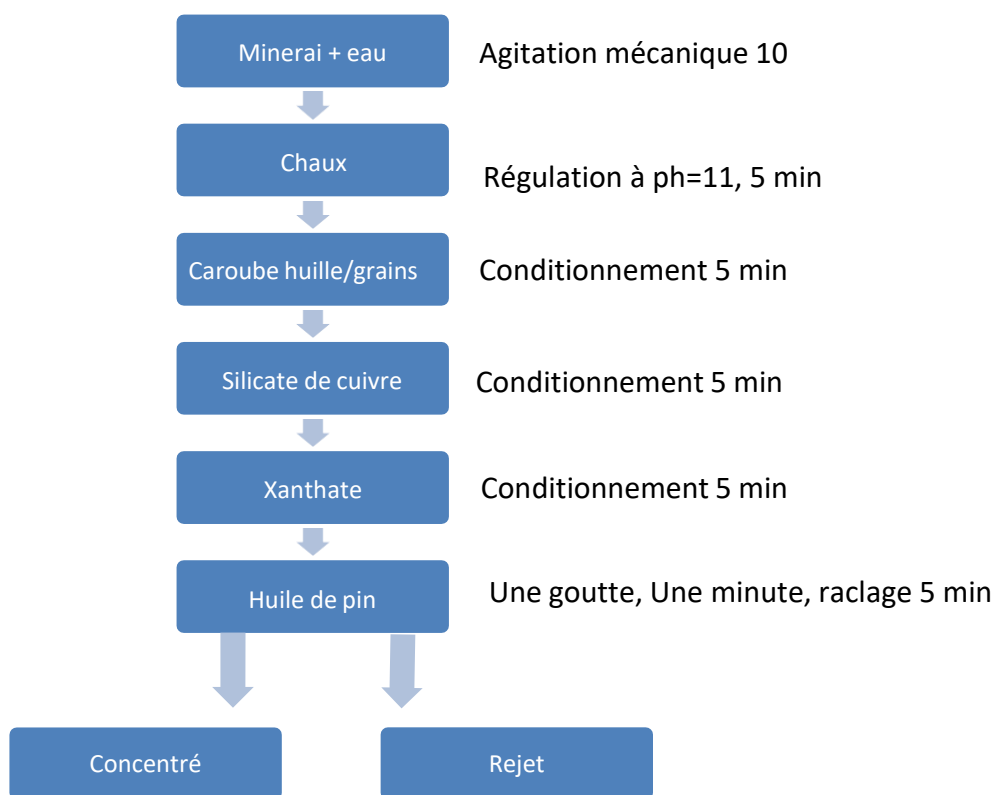 Minerai + eau
Agitation mécanique 10
Chaux
Régulation à ph=11, 5 min
Caroube huille/grains
Conditionnement 5 min
Silicate de cuivre
Conditionnement 5 min
Xanthate
Conditionnement 5 min
Huile de pin
Une goutte, Une minute, raclage 5 min
Concentré
Rejet